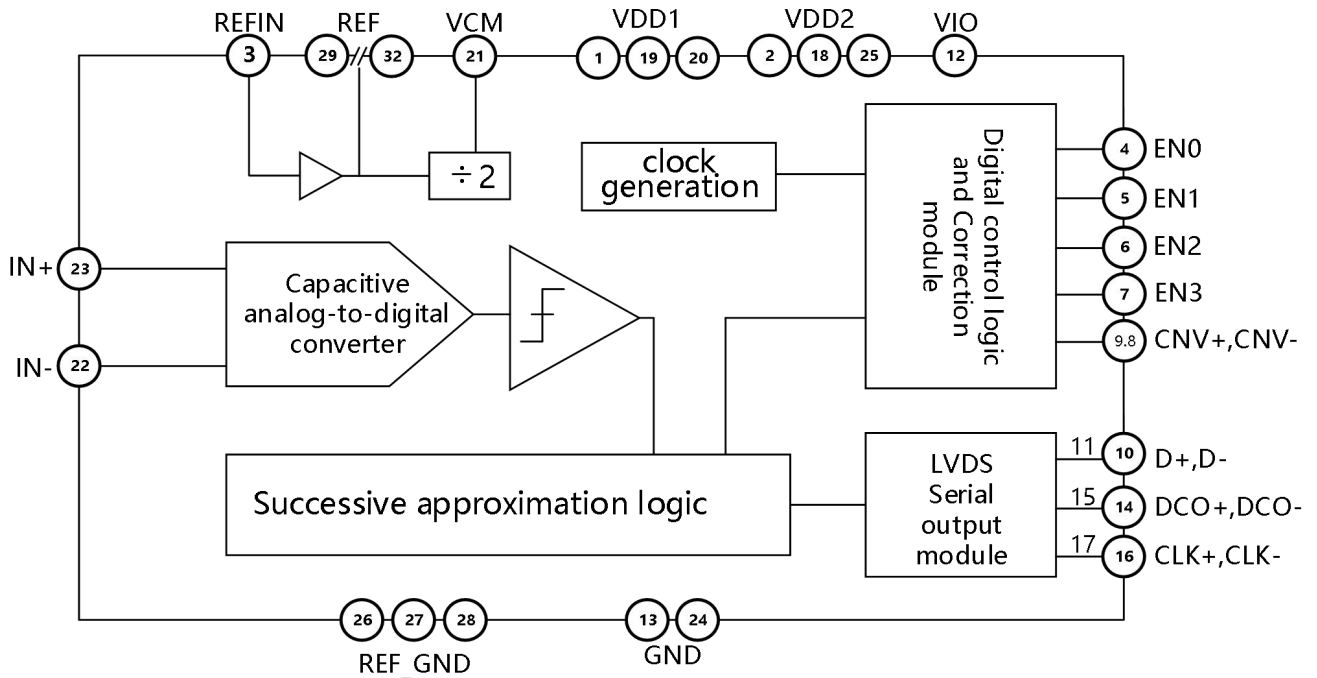 REFIN REF VCM VDD1 VDD2 VIO
3 29 32 21 1 19 20 2 18 25 12
÷2
clock
generation
Digital control logic
and Correction
module
4 EN0
5 EN1
6 EN2
7 EN3
9.8 CNV+,CNV-
IN+ 23
IN- 22
Capacitive
analog-to-digital
converter
Successive approximation logic
LVDS
Serial
output
module
11 10 D+,D-
15 14 DCO+,DCO-
17 16 CLK+,CLK-
26 27 28 13 24
REF_GND GND